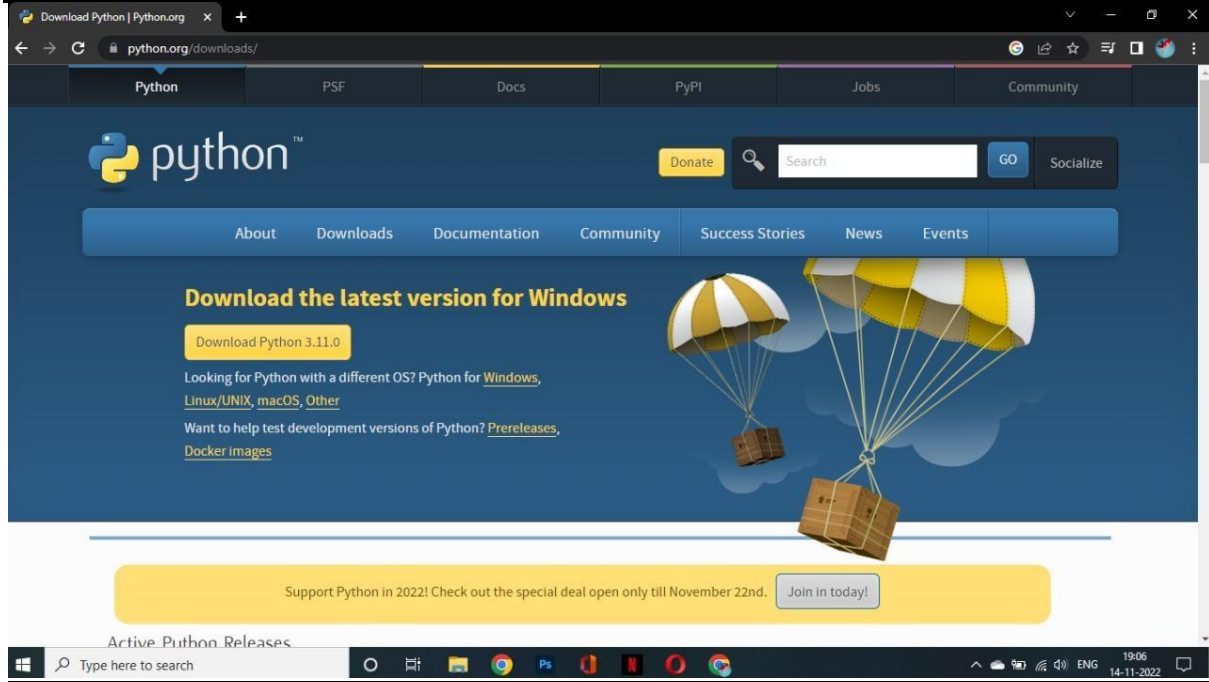 Download Python | Python.org
python.org/downloads/
Python PSF Docs PyPI Jobs Community
python™
Donate Search GO Socialize
About Downloads Documentation Community Success Stories News Events
Download the latest version for Windows
Download Python 3.11.0
Looking for Python with a different OS? Python for Windows,
Linux/UNIX, macOS, Other
Want to help test development versions of Python? Prereleases,
Docker images
Support Python in 2022! Check out the special deal open only till November 22nd. Join in today!
Active Python Releases
Type here to search Ps N ENG 19:06
14-11-2022